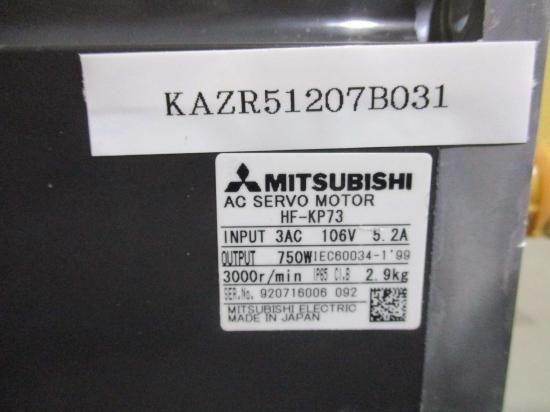 KAZR51207B031
MITSUBISHI
AC SERVO MOTOR
HF-KP73
INPUT 3AC 106V 5.2A
OUTPUT 750W IEC60034-1'99
3000r/min IP65 Cl.B 2.9kg
SER.No. 920716006 092
MITSUBISHI ELECTRIC
MADE IN JAPAN